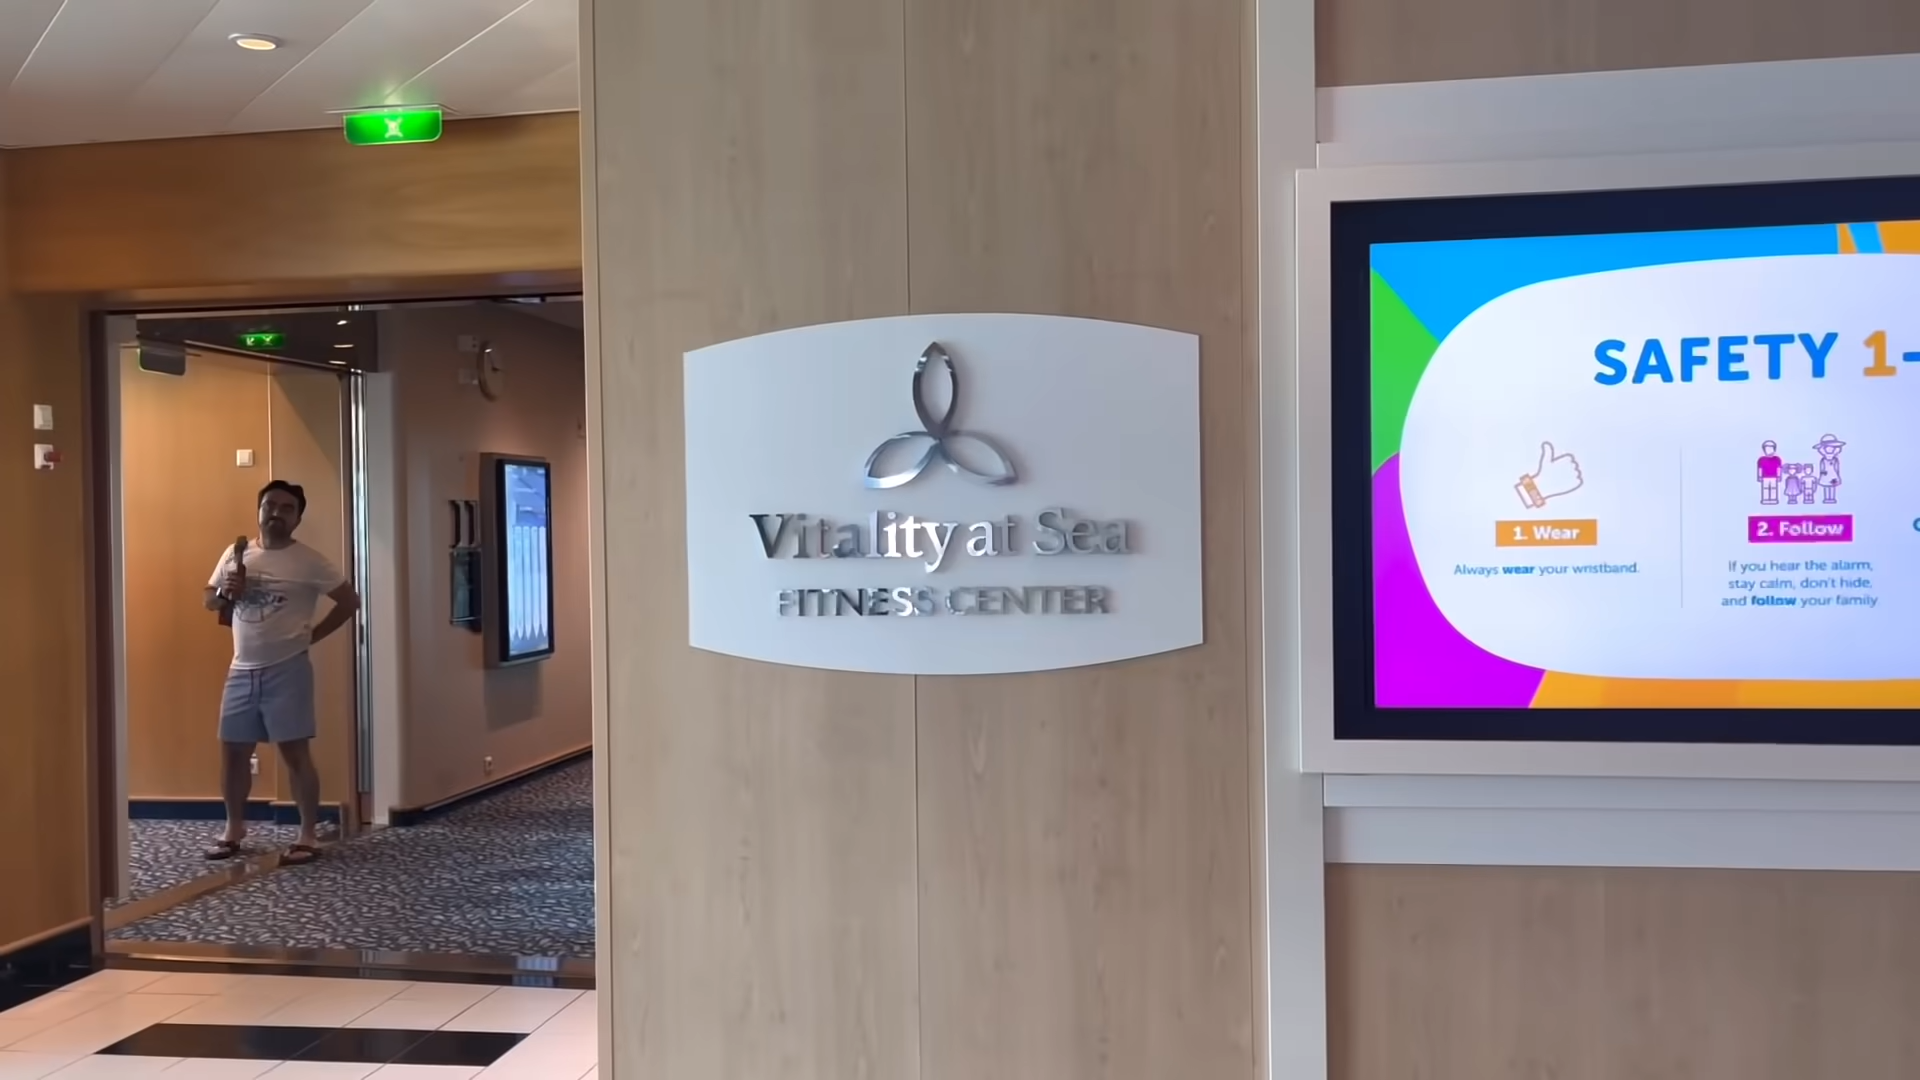 Vitality at Sea
FITNESS CENTER
SAFETY 1-
1. Wear
Always wear your wristband.
2. Follow
If you hear the alarm,
stay calm, don't hide,
and follow your family